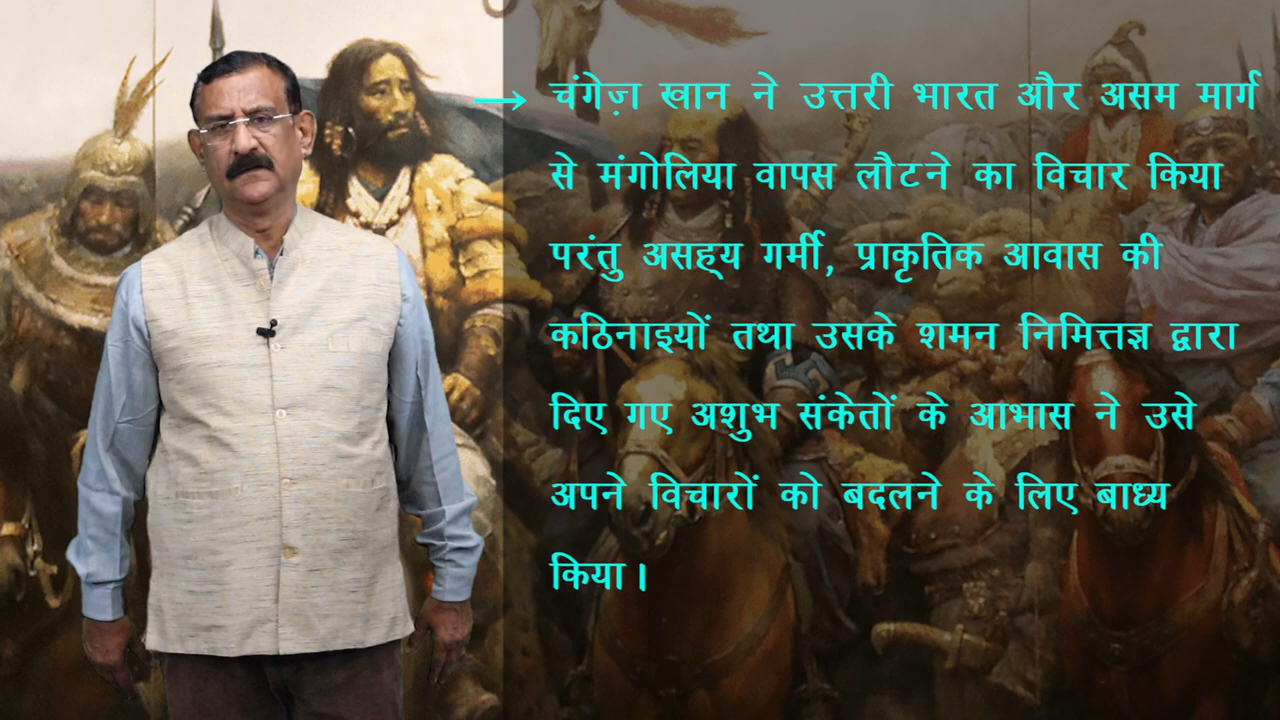 → चंगेज़ खान ने उत्तरी भारत और असम मार्ग
से मंगोलिया वापस लौटने का विचार किया
परंतु असह्य गर्मी, प्राकृतिक आवास की
कठिनाइयों तथा उसके शमन निमित्तज्ञ द्वारा
दिए गए अशुभ संकेतों के आभास ने उसे
अपने विचारों को बदलने के लिए बाध्य
किया।